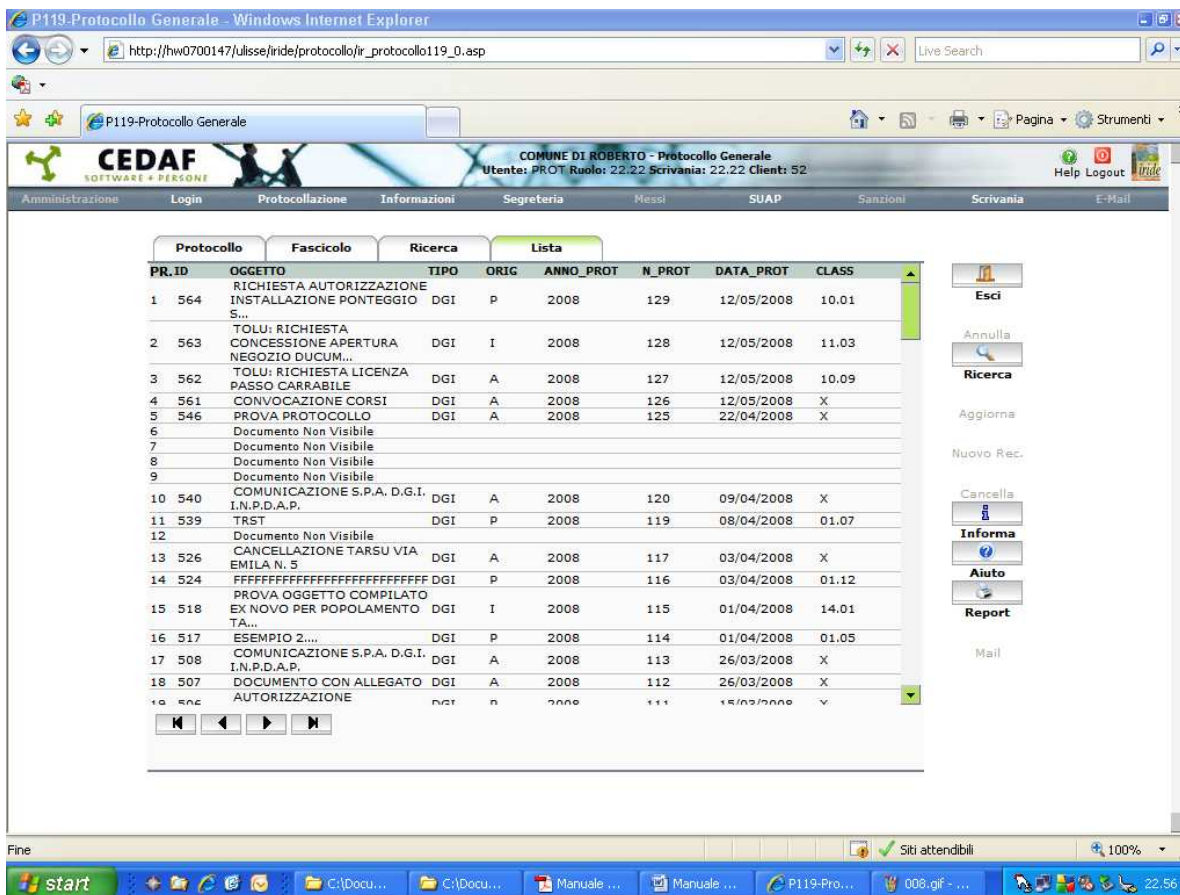 P119-Protocollo Generale - Windows Internet Explorer
http://hw0700147/ulisse/iride/protocollo/ir_protocollo119_0.asp
Live Search
P119-Protocollo Generale
Pagina
Strumenti
CEDAF
SOFTWARE + PERSONE
COMUNE DI ROBERTO - Protocollo Generale
Utente: PROT Ruolo: 22.22 Scrivania: 22.22 Client: 52
Help Logout iride
Amministrazione Login Protocollazione Informazioni Segreteria Messi SUAP Sanzioni Scrivania E-Mail
Protocollo Fascicolo Ricerca Lista
PR. ID OGGETTO TIPO ORIG ANNO_PROT N_PROT DATA_PROT CLASS
RICHIESTA AUTORIZZAZIONE
1 564 INSTALLAZIONE PONTEGGIO DGI P 2008 129 12/05/2008 10.01
S...
TOLU: RICHIESTA
2 563 CONCESSIONE APERTURA DGI I 2008 128 12/05/2008 11.03
NEGOZIO DUCUM...
3 562 TOLU: RICHIESTA LICENZA DGI A 2008 127 12/05/2008 10.09
PASSO CARRABILE
4 561 CONVOCAZIONE CORSI DGI A 2008 126 12/05/2008 X
5 546 PROVA PROTOCOLLO DGI A 2008 125 22/04/2008 X
6 Documento Non Visibile
7 Documento Non Visibile
8 Documento Non Visibile
9 Documento Non Visibile
10 540 COMUNICAZIONE S.P.A. D.G.I. DGI A 2008 120 09/04/2008 X
I.N.P.D.A.P.
11 539 TRST DGI P 2008 119 08/04/2008 01.07
12 Documento Non Visibile
13 526 CANCELLAZIONE TARSU VIA DGI A 2008 117 03/04/2008 X
EMILA N. 5
14 524 FFFFFFFFFFFFFFFFFFFFFFFFFFFF DGI P 2008 116 03/04/2008 01.12
PROVA OGGETTO COMPILATO
15 518 EX NOVO PER POPOLAMENTO DGI I 2008 115 01/04/2008 14.01
TA...
16 517 ESEMPIO 2.... DGI P 2008 114 01/04/2008 01.05
17 508 COMUNICAZIONE S.P.A. D.G.I. DGI A 2008 113 26/03/2008 X
I.N.P.D.A.P.
18 507 DOCUMENTO CON ALLEGATO DGI A 2008 112 26/03/2008 X
AUTORIZZAZIONE
19 506 DGI 2008 111 15/03/2008 X
Esci
Annulla
Ricerca
Aggiorna
Nuovo Rec.
Cancella
Informa
Aiuto
Report
Mail
Fine
Siti attendibili
100%
start
C:\Docu...
C:\Docu...
Manuale ...
Manuale ...
P119-Pro...
008.gif - ...
22.56